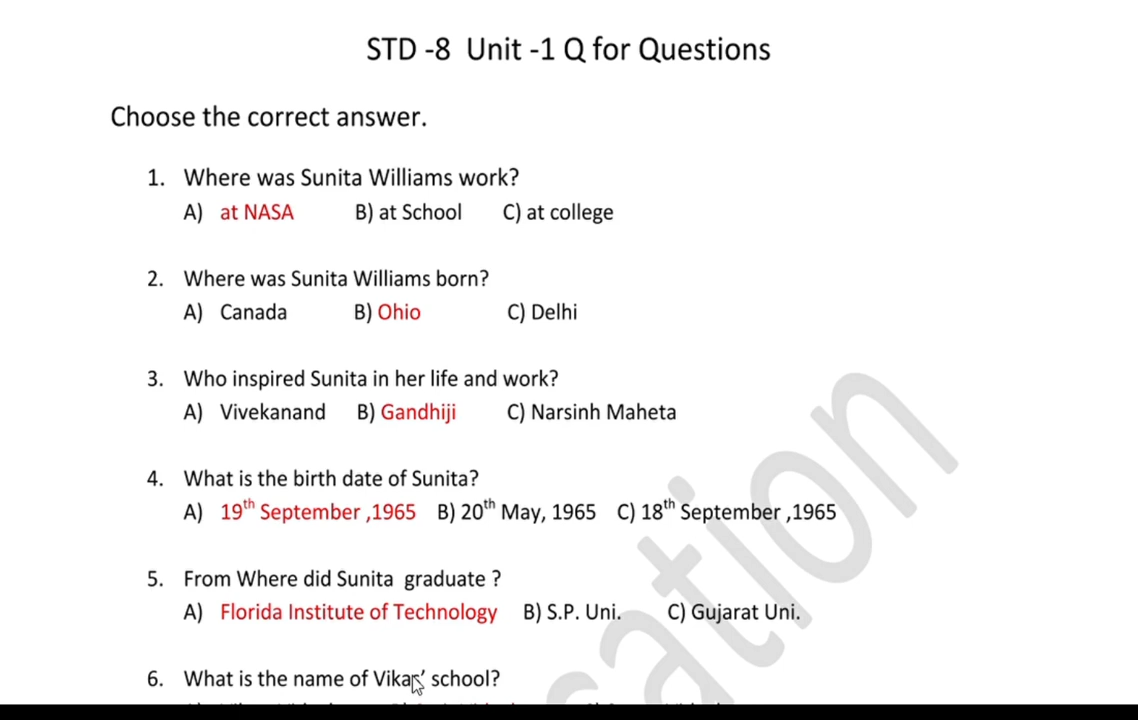 STD -8 Unit -1 Q for Questions
Choose the correct answer.
1. Where was Sunita Williams work?
A) at NASA B) at School C) at college
2. Where was Sunita Williams born?
A) Canada B) Ohio C) Delhi
3. Who inspired Sunita in her life and work?
A) Vivekanand B) Gandhiji C) Narsinh Maheta
4. What is the birth date of Sunita?
A) 19th September ,1965 B) 20th May, 1965 C) 18th September ,1965
5. From Where did Sunita graduate ?
A) Florida Institute of Technology B) S.P. Uni. C) Gujarat Uni.
6. What is the name of Vikas' school?